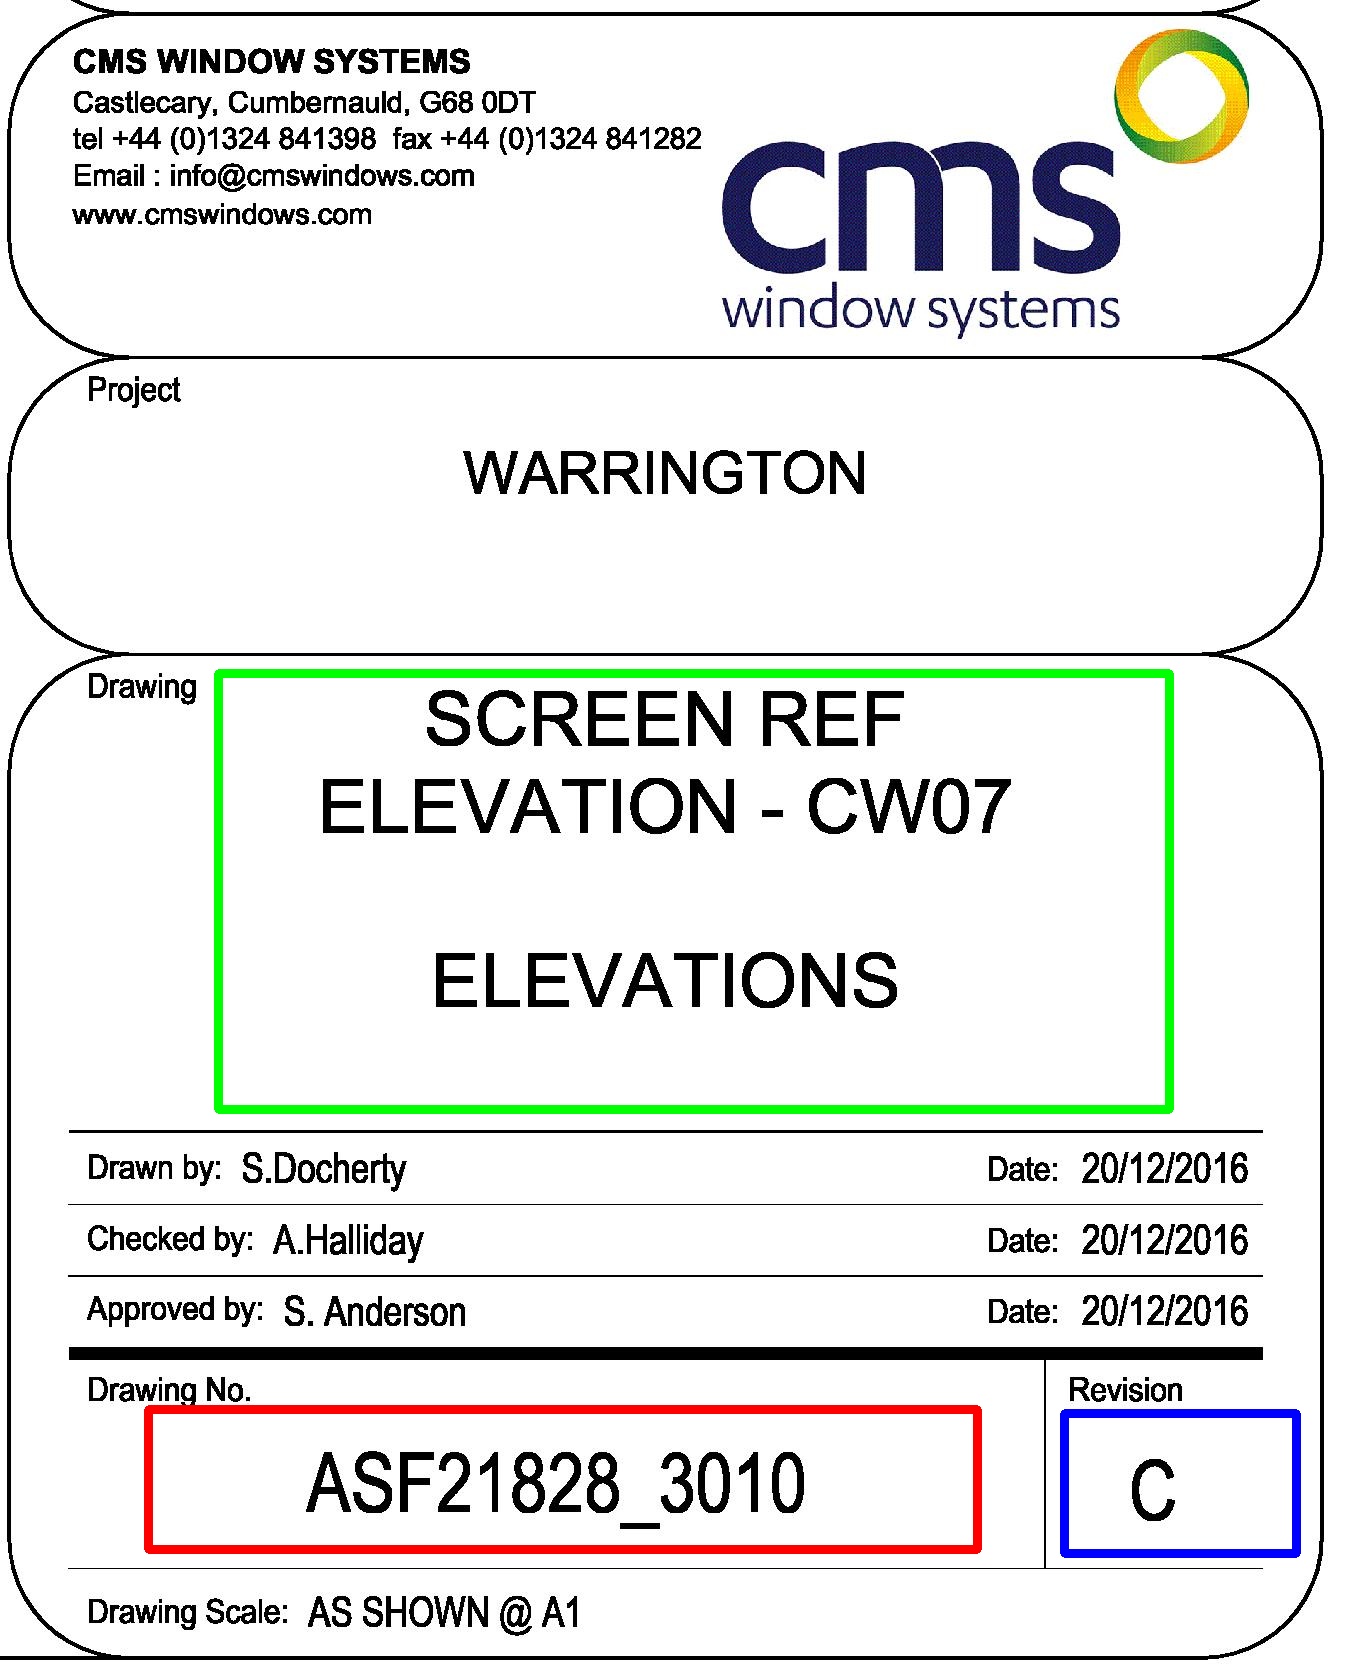 CMS WINDOW SYSTEMS
Castlecary, Cumbernauld, G68 0DT
tel +44 (0)1324 841398  fax +44 (0)1324 841282
Email : info@cmswindows.com
www.cmswindows.com
cms
window systems
Project
WARRINGTON
Drawing
SCREEN REF
ELEVATION - CW07
ELEVATIONS
Drawn by: S.Docherty Date: 20/12/2016
Checked by: A.Halliday Date: 20/12/2016
Approved by: S. Anderson Date: 20/12/2016
Drawing No. Revision
ASF21828_3010 C
Drawing Scale: AS SHOWN @ A1